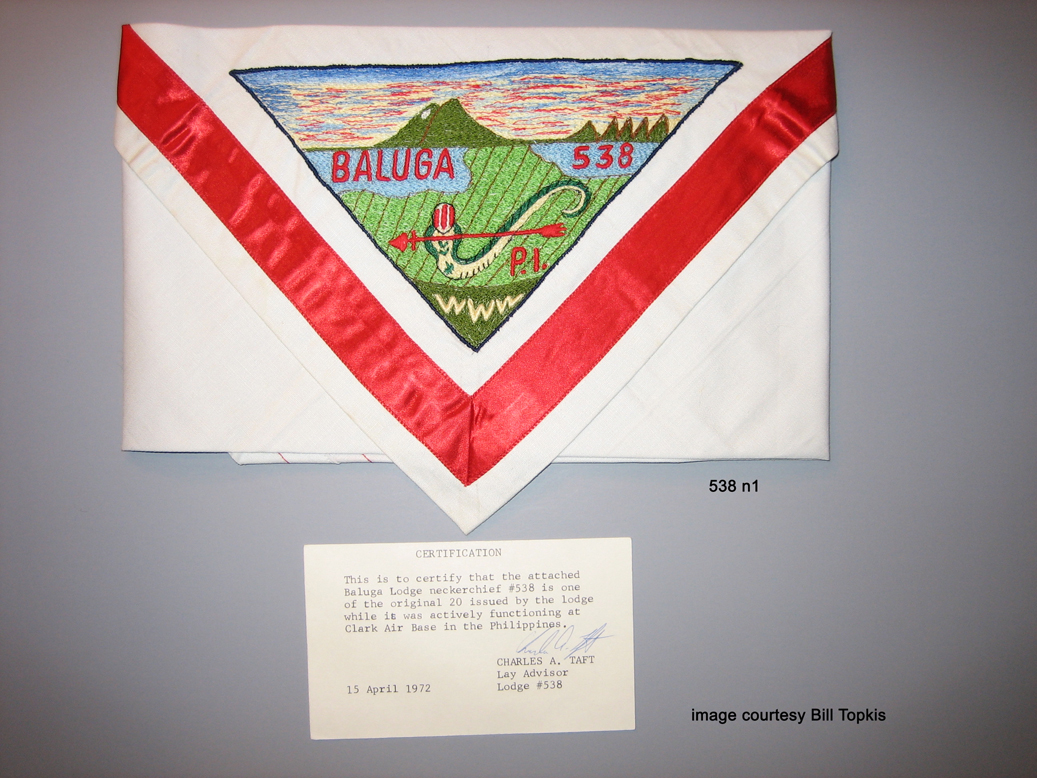 BALUGA 538
P.I.
WWW
538 n1
CERTIFICATION
This is to certify that the attached
Baluga Lodge neckerchief #538 is one
of the original 20 issued by the lodge
while it was actively functioning at
Clark Air Base in the Philippines.
CHARLES A. TAFT
Lay Advisor
15 April 1972 Lodge #538
image courtesy Bill Topkis